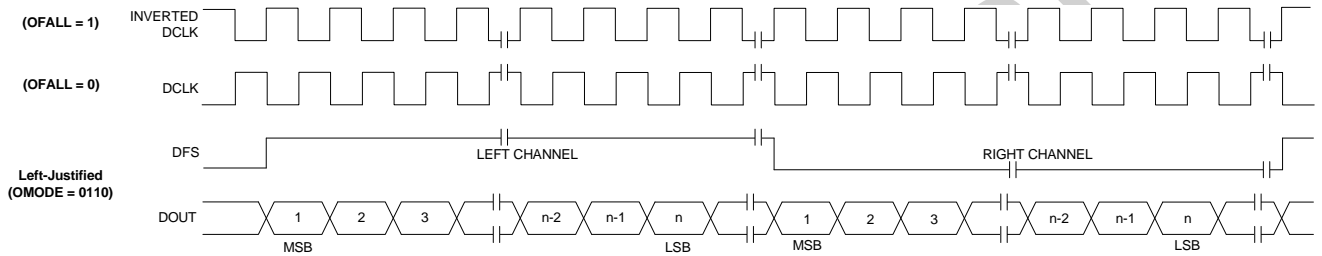 (OFALL = 1)
INVERTED
DCLK
(OFALL = 0)
DCLK
DFS
LEFT CHANNEL
RIGHT CHANNEL
Left-Justified
(OMODE = 0110)
DOUT
1
2
3
n-2
n-1
n
1
2
3
n-2
n-1
n
MSB
LSB
MSB
LSB